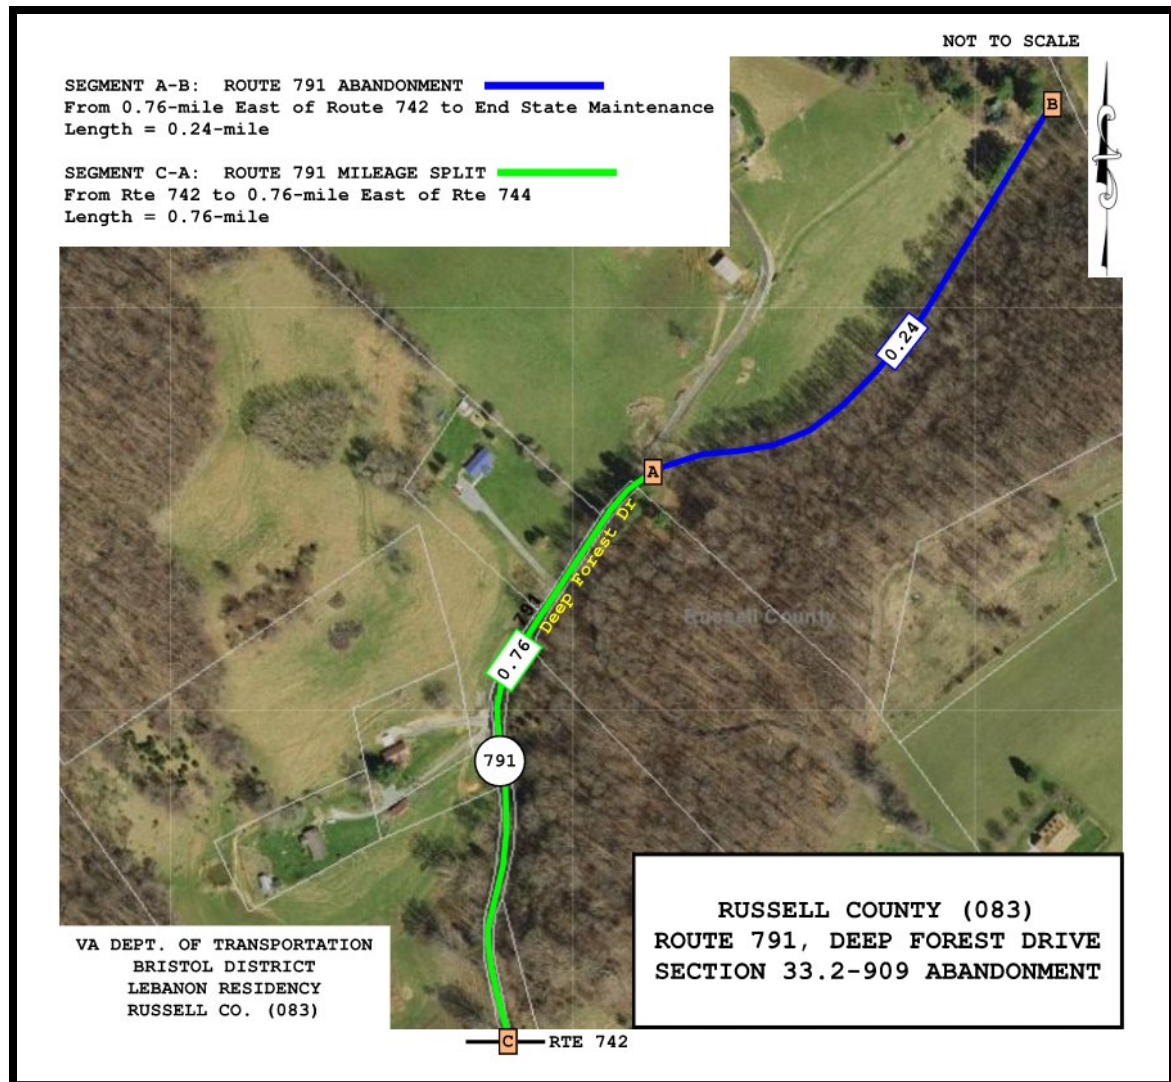 NOT TO SCALE
SEGMENT A-B: ROUTE 791 ABANDONMENT
From 0.76-mile East of Route 742 to End State Maintenance
Length = 0.24-mile
SEGMENT C-A: ROUTE 791 MILEAGE SPLIT
From Rte 742 to 0.76-mile East of Rte 744
Length = 0.76-mile
B
0.24
A
Deep Forest Dr
Russell County
0.76
791
RUSSELL COUNTY (083)
ROUTE 791, DEEP FOREST DRIVE
SECTION 33.2-909 ABANDONMENT
VA DEPT. OF TRANSPORTATION
BRISTOL DISTRICT
LEBANON RESIDENCY
RUSSELL CO. (083)
C
RTE 742